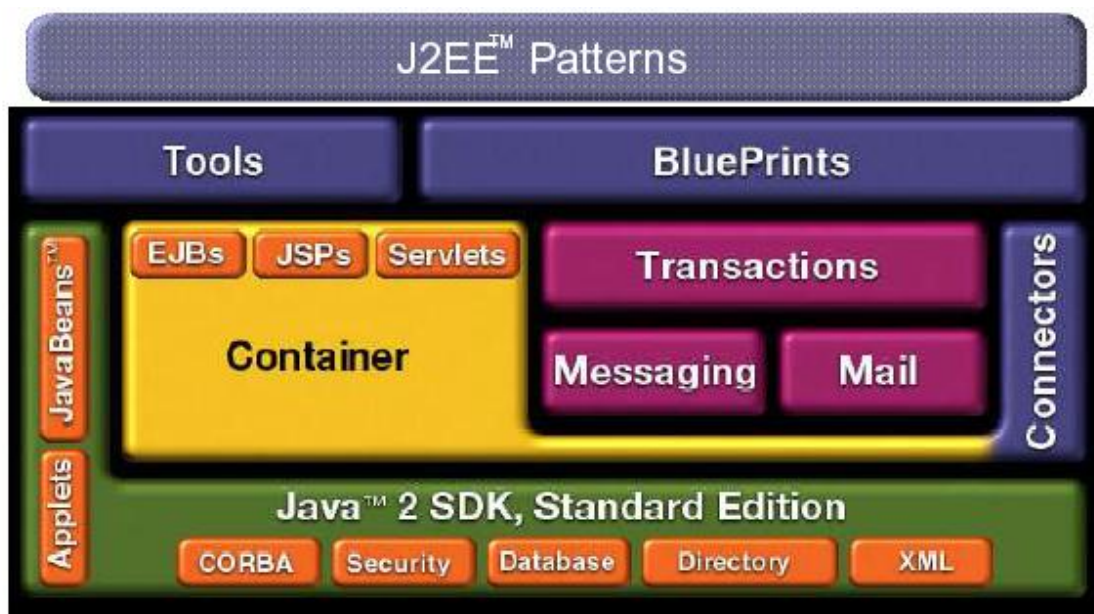 J2EE™ Patterns
Tools
BluePrints
JavaBeans™
EJBs
JSPs
Servlets
Container
Transactions
Messaging
Mail
Connectors
Applets
Java™ 2 SDK, Standard Edition
CORBA
Security
Database
Directory
XML